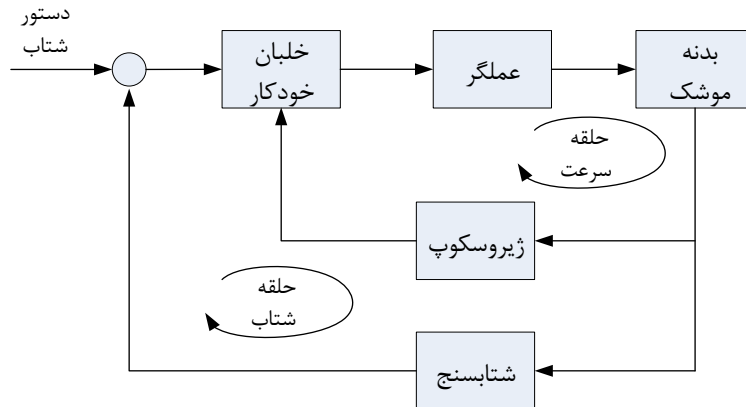 دستور
شتاب
خلبان
خودکار
عملگر
بدنه
موشک
حلقه
سرعت
ژیروسکوپ
حلقه
شتاب
شتابسنج